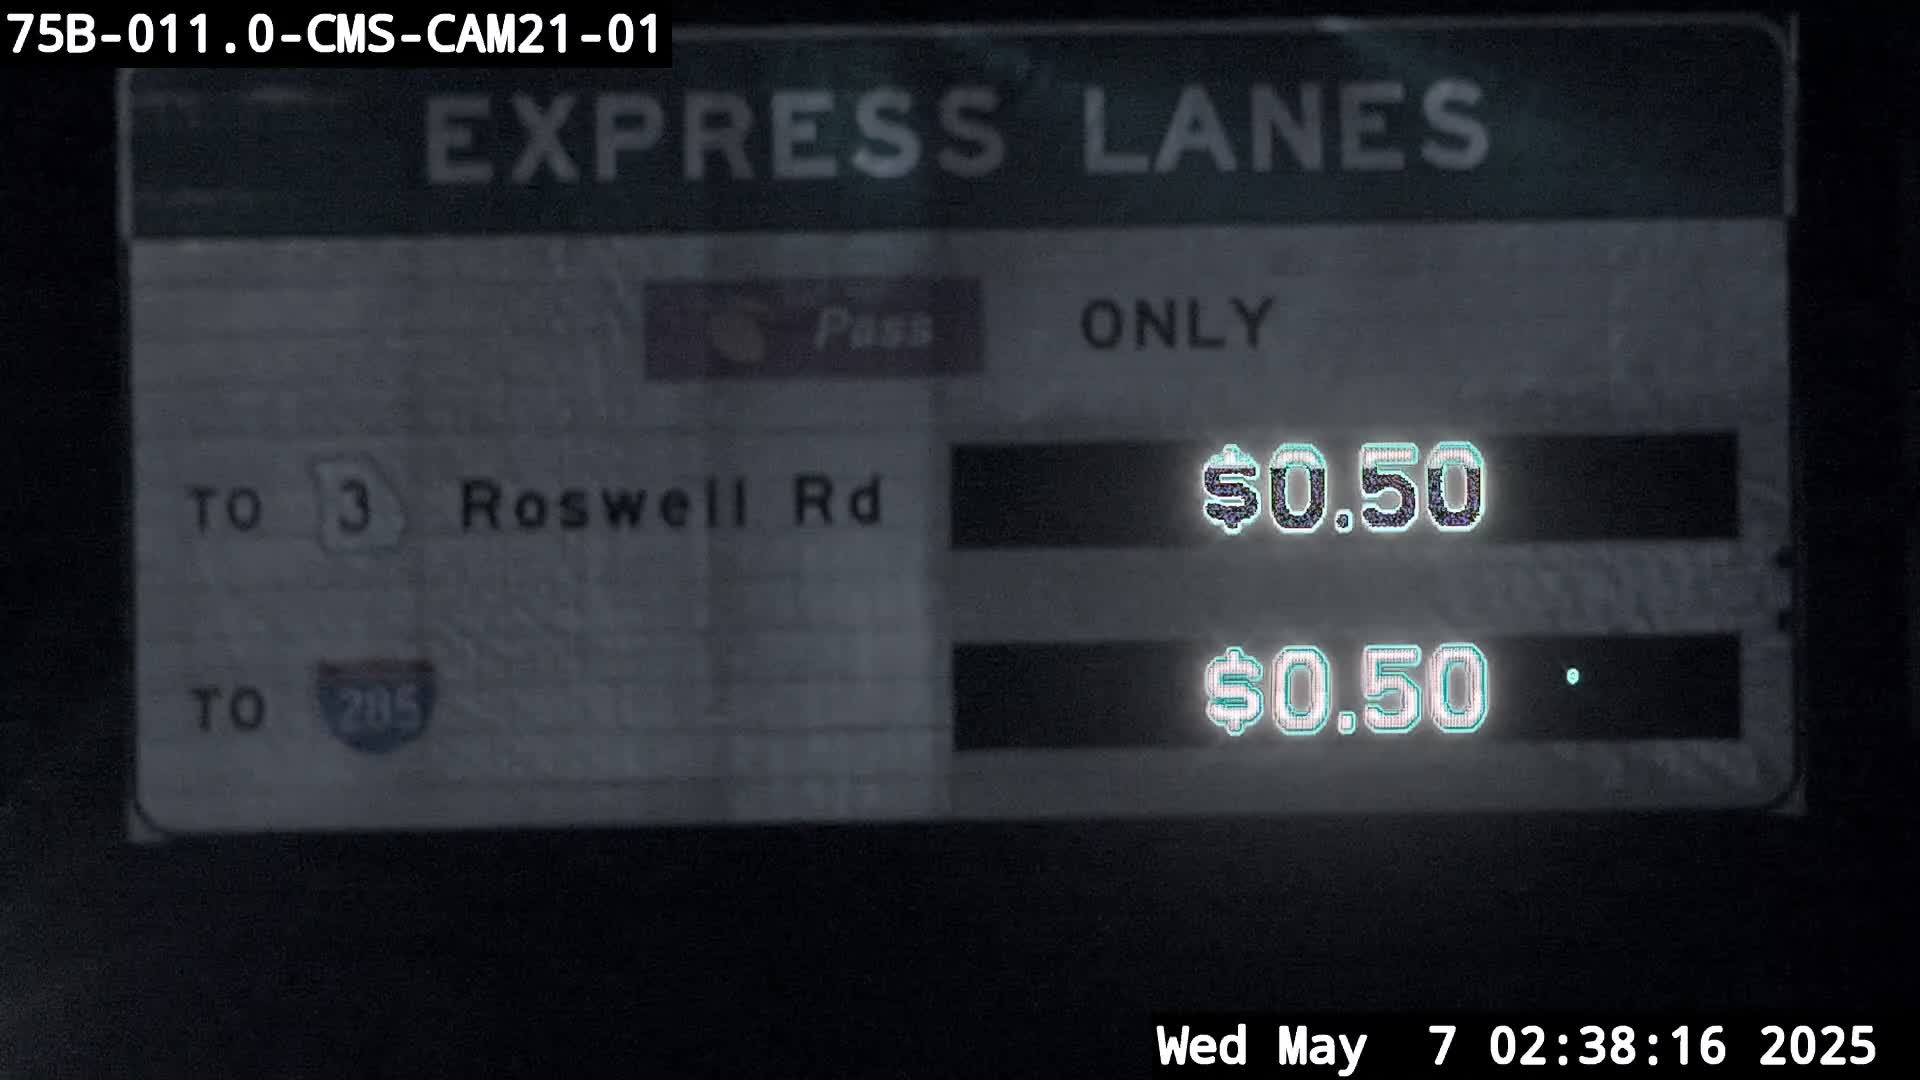 75B-011.0-CMS-CAM21-01
EXPRESS LANES
Pass ONLY
TO 3 Roswell Rd $0.50
TO 285 $0.50
Wed May 7 02:38:16 2025